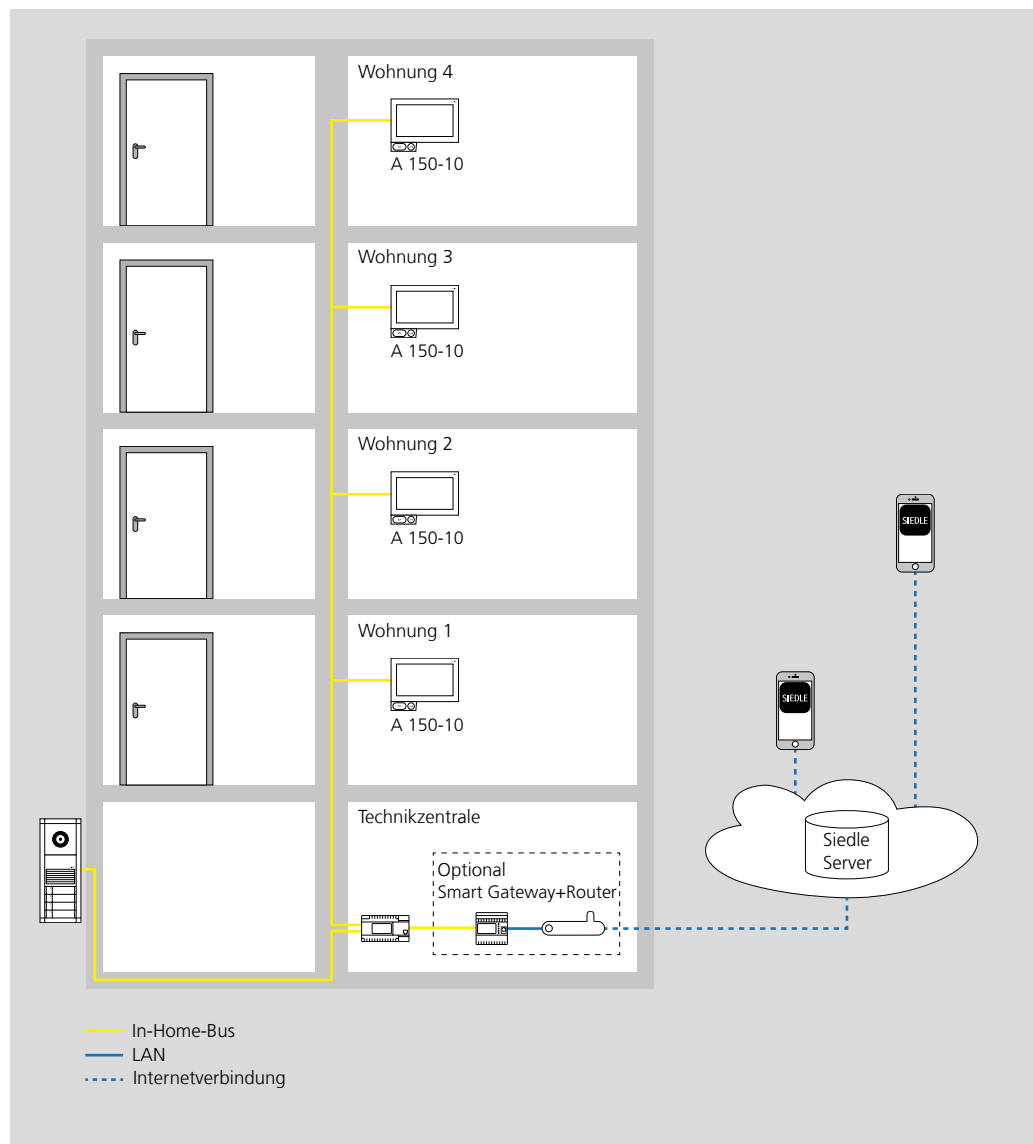 Wohnung 4
A 150-10
Wohnung 3
A 150-10
Wohnung 2
A 150-10
SIEDLE
Wohnung 1
A 150-10
SIEDLE
Technikzentrale
Optional
Smart Gateway+Router
Siedle
Server
In-Home-Bus
LAN
Internetverbindung